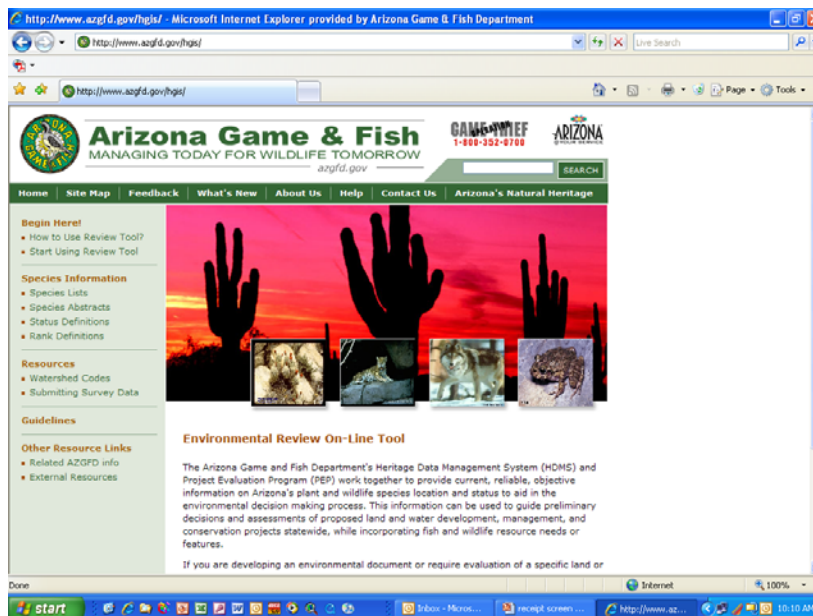 http://www.azgfd.gov/hgis/ - Microsoft Internet Explorer provided by Arizona Game & Fish Department
http://www.azgfd.gov/hgis/
Live Search
http://www.azgfd.gov/hgis/
Page
Tools
Arizona Game & Fish
MANAGING TODAY FOR WILDLIFE TOMORROW
azgfd.gov
GAME OPERATION THIEF
1-800-352-0700
ARIZONA
SEARCH
Home | Site Map | Feedback | What's New | About Us | Help | Contact Us | Arizona's Natural Heritage
Begin Here!
How to Use Review Tool?
Start Using Review Tool
Species Information
Species Lists
Species Abstracts
Status Definitions
Rank Definitions
Resources
Watershed Codes
Submitting Survey Data
Guidelines
Other Resource Links
Related AZGFD info
External Resources
Environmental Review On-Line Tool
The Arizona Game and Fish Department's Heritage Data Management System (HDMS) and
Project Evaluation Program (PEP) work together to provide current, reliable, objective
information on Arizona's plant and wildlife species location and status to aid in the
environmental decision making process. This information can be used to guide preliminary
decisions and assessments of proposed land and water development, management, and
conservation projects statewide, while incorporating fish and wildlife resource needs or
features.
If you are developing an environmental document or require evaluation of a specific land or
Done
Internet
100%
start
Inbox - Micros...
receipt screen ...
http://www.az...
10:10 AM